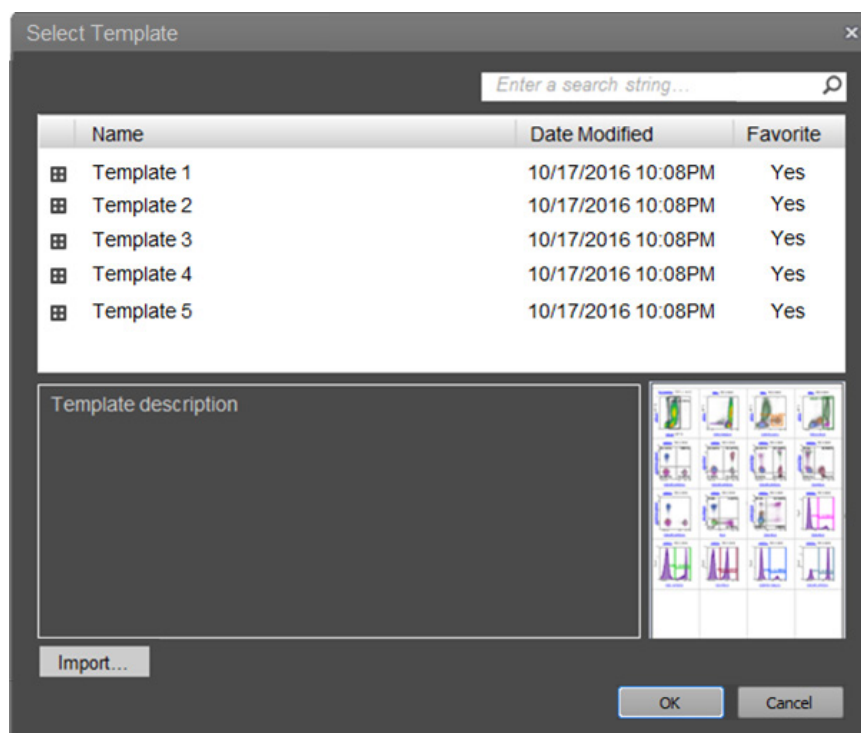 Select Template
Enter a search string...
Name Date Modified Favorite
Template 1 10/17/2016 10:08PM Yes
Template 2 10/17/2016 10:08PM Yes
Template 3 10/17/2016 10:08PM Yes
Template 4 10/17/2016 10:08PM Yes
Template 5 10/17/2016 10:08PM Yes
Template description
Import...
OK Cancel